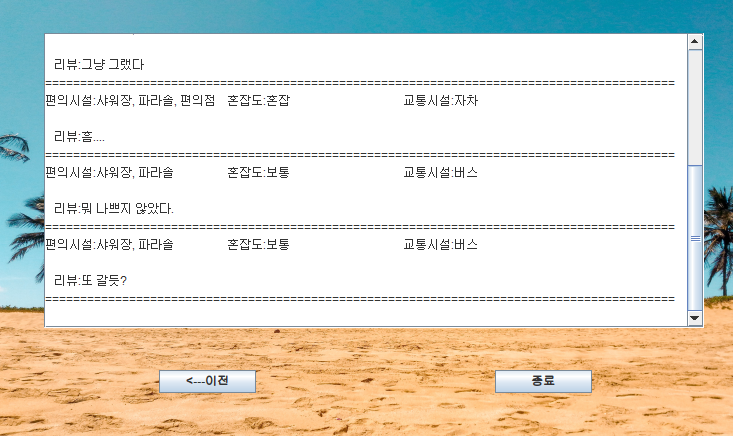 리뷰:그냥 그랬다
==========================================================================================
편의시설:샤워장, 파라솔, 편의점 혼잡도:혼잡 교통시설:자차
리뷰:흠....
==========================================================================================
편의시설:샤워장, 파라솔 혼잡도:보통 교통시설:버스
리뷰:뭐 나쁘지 않았다.
==========================================================================================
편의시설:샤워장, 파라솔 혼잡도:보통 교통시설:버스
리뷰:또 갈듯?
==========================================================================================
<---이전 종료